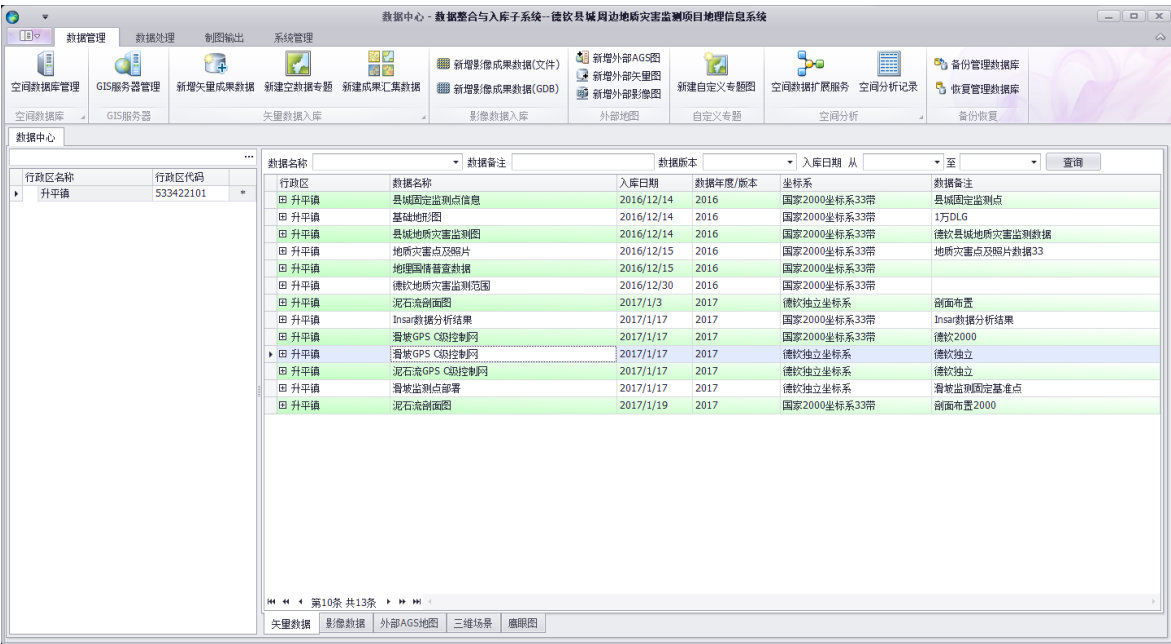 数据中心 - 数据整合与入库子系统--德钦县城周边地质灾害监测项目地理信息系统
数据管理 数据处理 制图输出 系统管理
空间数据库管理 GIS服务器管理 新增矢量成果数据 新建空数据专题 新建成果汇集数据 新增影像成果数据(文件) 新增影像成果数据(GDB) 新增外部AGS图 新增外部矢量图 新增外部影像图 新建自定义专题图 空间数据扩展服务 空间分析记录 备份管理数据库 恢复管理数据库
空间数据库 GIS服务器 矢量数据入库 影像数据入库 外部地图 自定义专题 空间分析 备份恢复
数据中心
数据名称 数据备注 数据版本 入库日期 从 至 查询
行政区名称 行政区代码
升平镇 533422101 *
行政区 数据名称 入库日期 数据年度/版本 坐标系 数据备注
升平镇 县城固定监测点信息 2016/12/14 2016 国家2000坐标系33带 县城固定监测点
升平镇 基础地形图 2016/12/14 2016 国家2000坐标系33带 1万DLG
升平镇 县城地质灾害监测图 2016/12/14 2016 国家2000坐标系33带 德钦县城地质灾害监测数据
升平镇 地质灾害点及照片 2016/12/15 2016 国家2000坐标系33带 地质灾害点及照片数据33
升平镇 地理国情普查数据 2016/12/15 2016 国家2000坐标系33带
升平镇 德钦地质灾害监测范围 2016/12/30 2016 国家2000坐标系33带
升平镇 泥石流剖面图 2017/1/3 2017 德钦独立坐标系 剖面布置
升平镇 Insar数据分析结果 2017/1/17 2017 国家2000坐标系33带 Insar数据分析结果
升平镇 滑坡GPS C级控制网 2017/1/17 2017 国家2000坐标系33带 德钦2000
升平镇 滑坡GPS C级控制网 2017/1/17 2017 德钦独立坐标系 德钦独立
升平镇 泥石流GPS C级控制网 2017/1/17 2017 德钦独立坐标系 德钦独立
升平镇 滑坡监测点部署 2017/1/17 2017 德钦独立坐标系 滑坡监测固定基准点
升平镇 泥石流剖面图 2017/1/19 2017 国家2000坐标系33带 剖面布置2000
第10条 共13条
矢量数据 影像数据 外部AGS地图 三维场景 鹰眼图